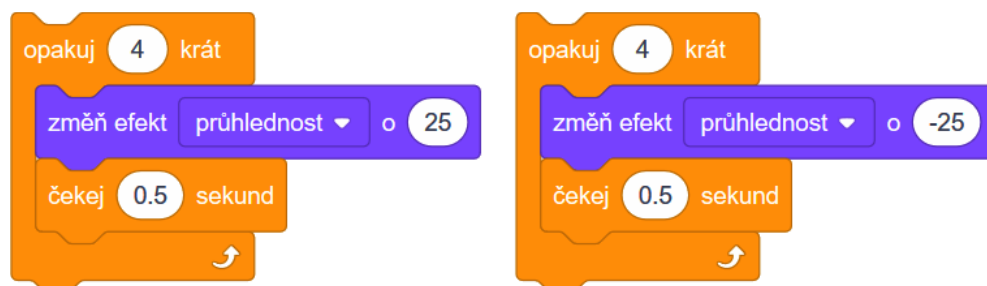 opakuj 4 krát
změň efekt průhlednost o 25
čekej 0.5 sekund
opakuj 4 krát
změň efekt průhlednost o -25
čekej 0.5 sekund